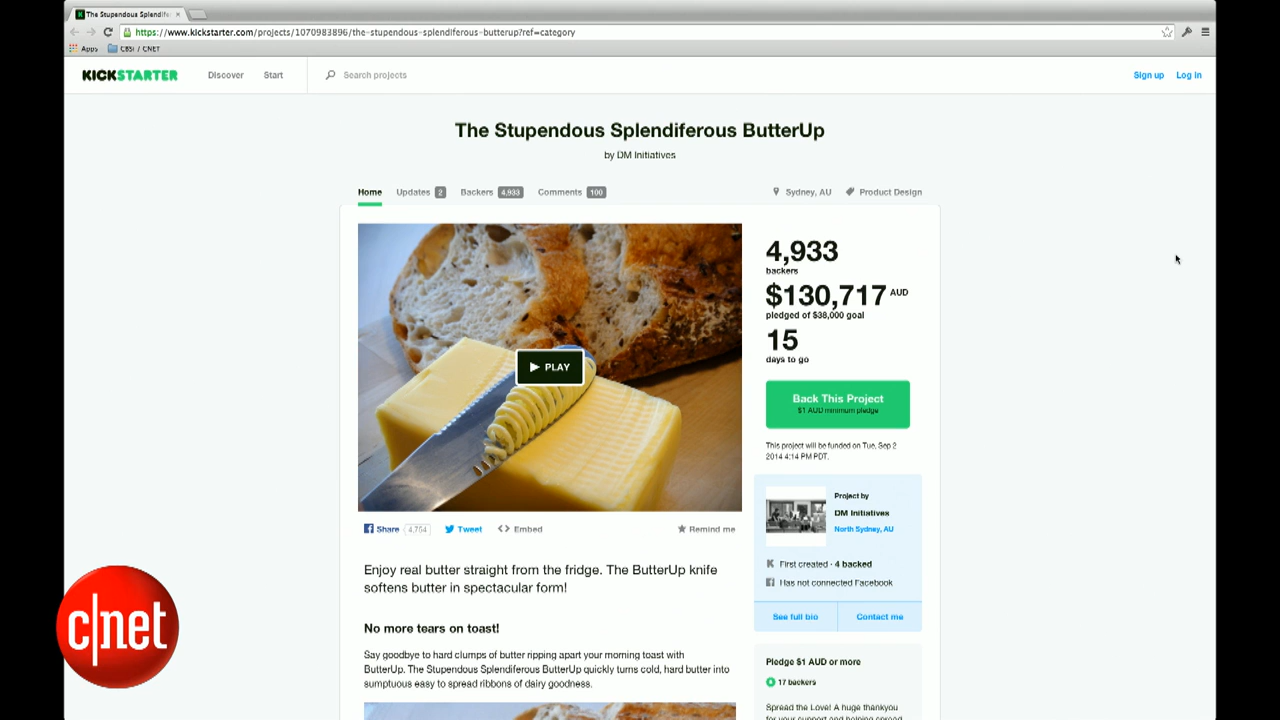 The Stupendous Splendife
https://www.kickstarter.com/projects/1070983896/the-stupendous-splendiferous-butterup?ref=category
Apps CBSi / CNET
KICKSTARTER Discover Start Search projects Sign up Log in
The Stupendous Splendiferous ButterUp
by DM Initiatives
Home Updates 2 Backers 4,933 Comments 100 Sydney, AU Product Design
4,933
backers
$130,717 AUD
pledged of $38,000 goal
15
days to go
PLAY
Back This Project
$1 AUD minimum pledge
This project will be funded on Tue, Sep 2
2014 4:14 PM PDT.
Project by
DM Initiatives
North Sydney, AU
First created · 4 backed
Has not connected Facebook
See full bio Contact me
Share 4,754 Tweet Embed Remind me
Enjoy real butter straight from the fridge. The ButterUp knife
softens butter in spectacular form!
No more tears on toast!
Say goodbye to hard clumps of butter ripping apart your morning toast with
ButterUp. The Stupendous Splendiferous ButterUp quickly turns cold, hard butter into
sumptuous easy to spread ribbons of dairy goodness.
Pledge $1 AUD or more
17 backers
Spread the Love! A huge thankyou
for your support and helping spread
c|net